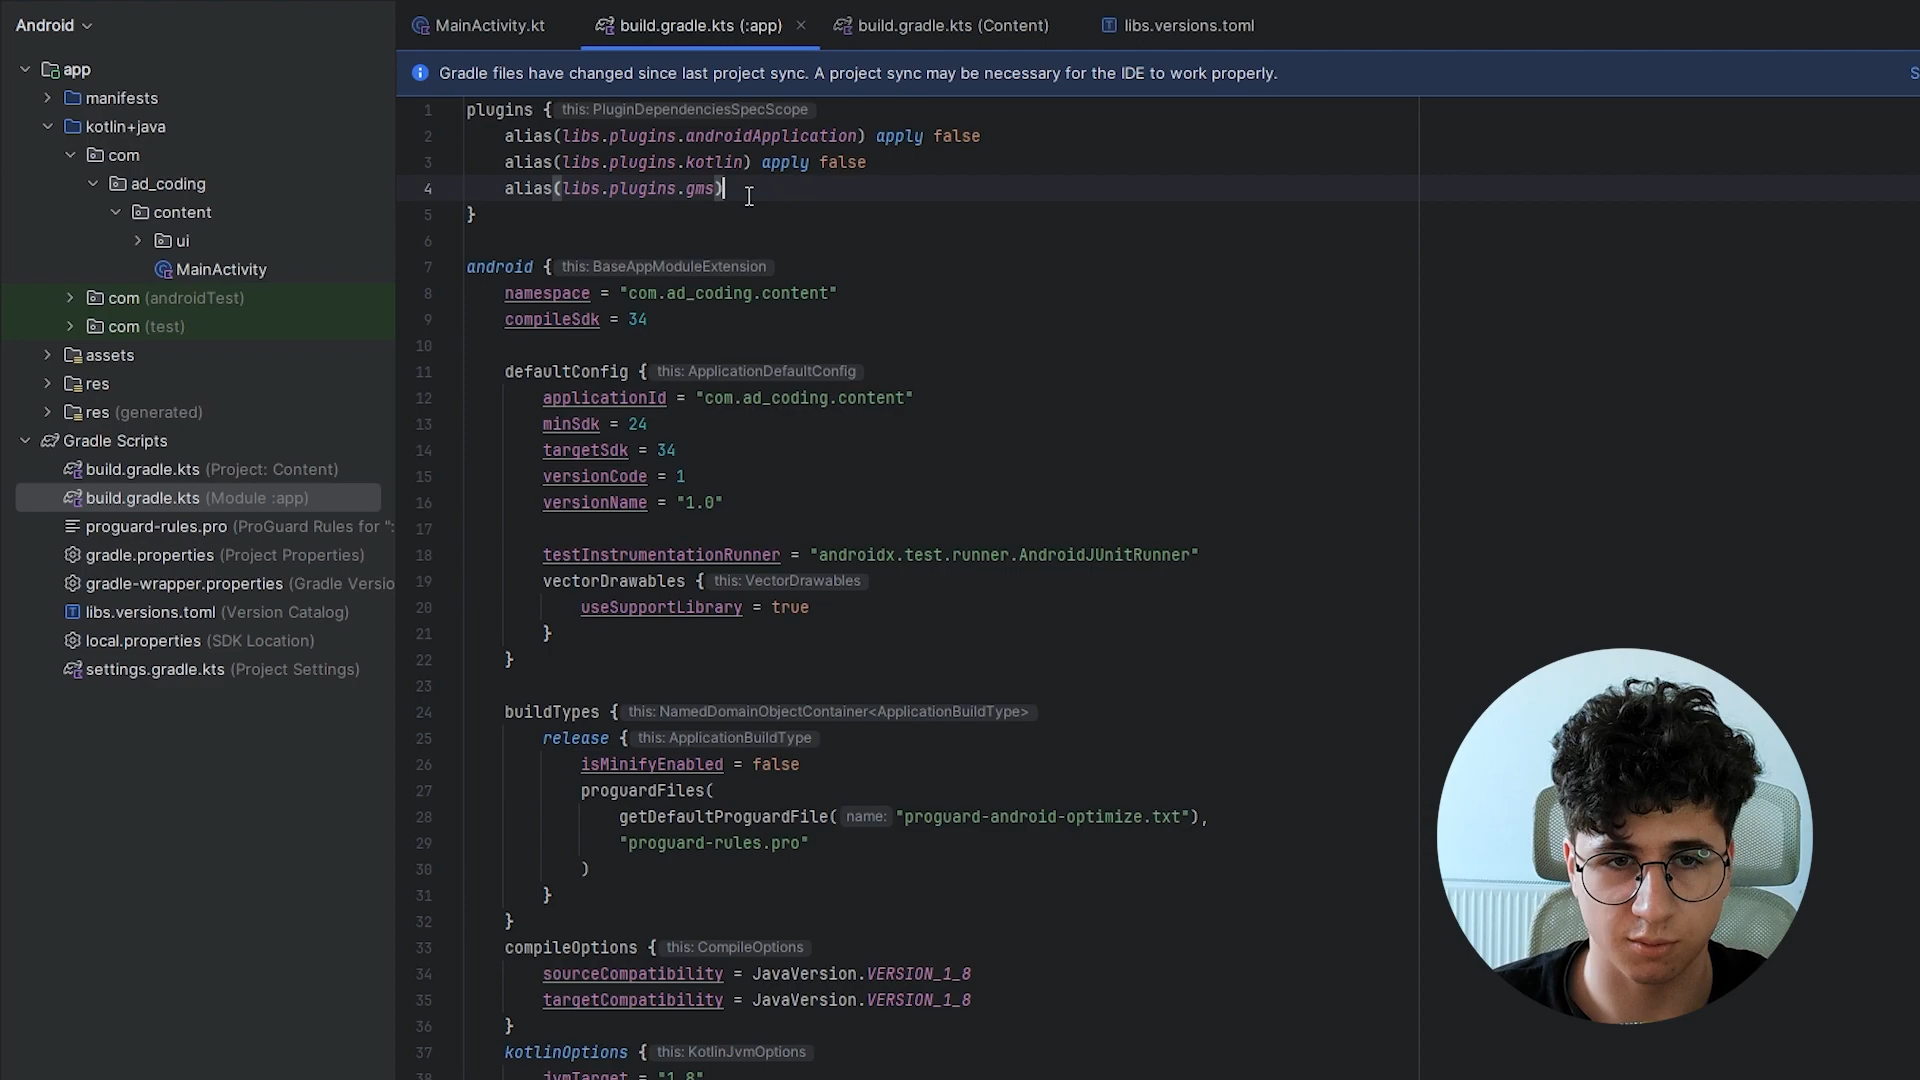 Android
MainActivity.kt
build.gradle.kts (:app)
build.gradle.kts (Content)
libs.versions.toml
Gradle files have changed since last project sync. A project sync may be necessary for the IDE to work properly.
app
manifests
kotlin+java
com
ad_coding
content
ui
MainActivity
com (androidTest)
com (test)
assets
res
res (generated)
Gradle Scripts
build.gradle.kts (Project: Content)
build.gradle.kts (Module :app)
proguard-rules.pro (ProGuard Rules for ":
gradle.properties (Project Properties)
gradle-wrapper.properties (Gradle Versio
libs.versions.toml (Version Catalog)
local.properties (SDK Location)
settings.gradle.kts (Project Settings)
1 plugins { this: PluginDependenciesSpecScope
2 alias(libs.plugins.androidApplication) apply false
3 alias(libs.plugins.kotlin) apply false
4 alias(libs.plugins.gms)
5 }
6
7 android { this: BaseAppModuleExtension
8 namespace = "com.ad_coding.content"
9 compileSdk = 34
10
11 defaultConfig { this: ApplicationDefaultConfig
12 applicationId = "com.ad_coding.content"
13 minSdk = 24
14 targetSdk = 34
15 versionCode = 1
16 versionName = "1.0"
17
18 testInstrumentationRunner = "androidx.test.runner.AndroidJUnitRunner"
19 vectorDrawables { this: VectorDrawables
20 useSupportLibrary = true
21 }
22 }
23
24 buildTypes { this: NamedDomainObjectContainer<ApplicationBuildType>
25 release { this: ApplicationBuildType
26 isMinifyEnabled = false
27 proguardFiles(
28 getDefaultProguardFile( name: "proguard-android-optimize.txt"),
29 "proguard-rules.pro"
30 )
31 }
32 }
33 compileOptions { this: CompileOptions
34 sourceCompatibility = JavaVersion.VERSION_1_8
35 targetCompatibility = JavaVersion.VERSION_1_8
36 }
37 kotlinOptions { this: KotlinJvmOptions
38 jvmTarget = "1.8"